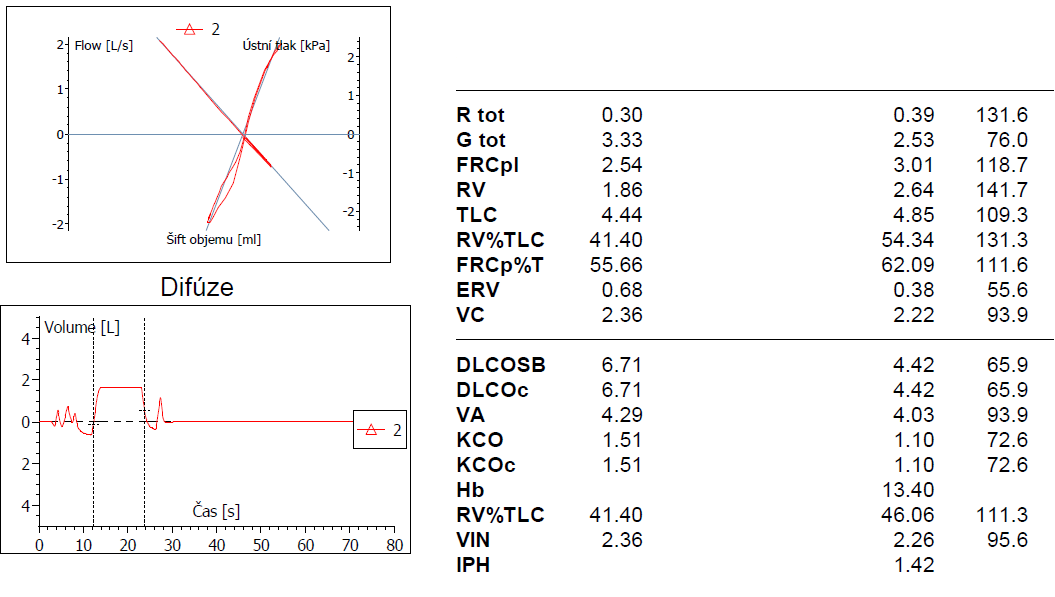 2
Flow [L/s]
Ústní tlak [kPa]
2
1
0
-1
-2
2
1
0
-1
-2
Šift objemu [ml]
Difúze
Volume [L]
4
2
0
2
4
2
Čas [s]
0 10 20 30 40 50 60 70 80
R tot 0.30 0.39 131.6
G tot 3.33 2.53 76.0
FRCpl 2.54 3.01 118.7
RV 1.86 2.64 141.7
TLC 4.44 4.85 109.3
RV%TLC 41.40 54.34 131.3
FRCp%T 55.66 62.09 111.6
ERV 0.68 0.38 55.6
VC 2.36 2.22 93.9
DLCOSB 6.71 4.42 65.9
DLCOc 6.71 4.42 65.9
VA 4.29 4.03 93.9
KCO 1.51 1.10 72.6
KCOc 1.51 1.10 72.6
Hb 13.40
RV%TLC 41.40 46.06 111.3
VIN 2.36 2.26 95.6
IPH 1.42